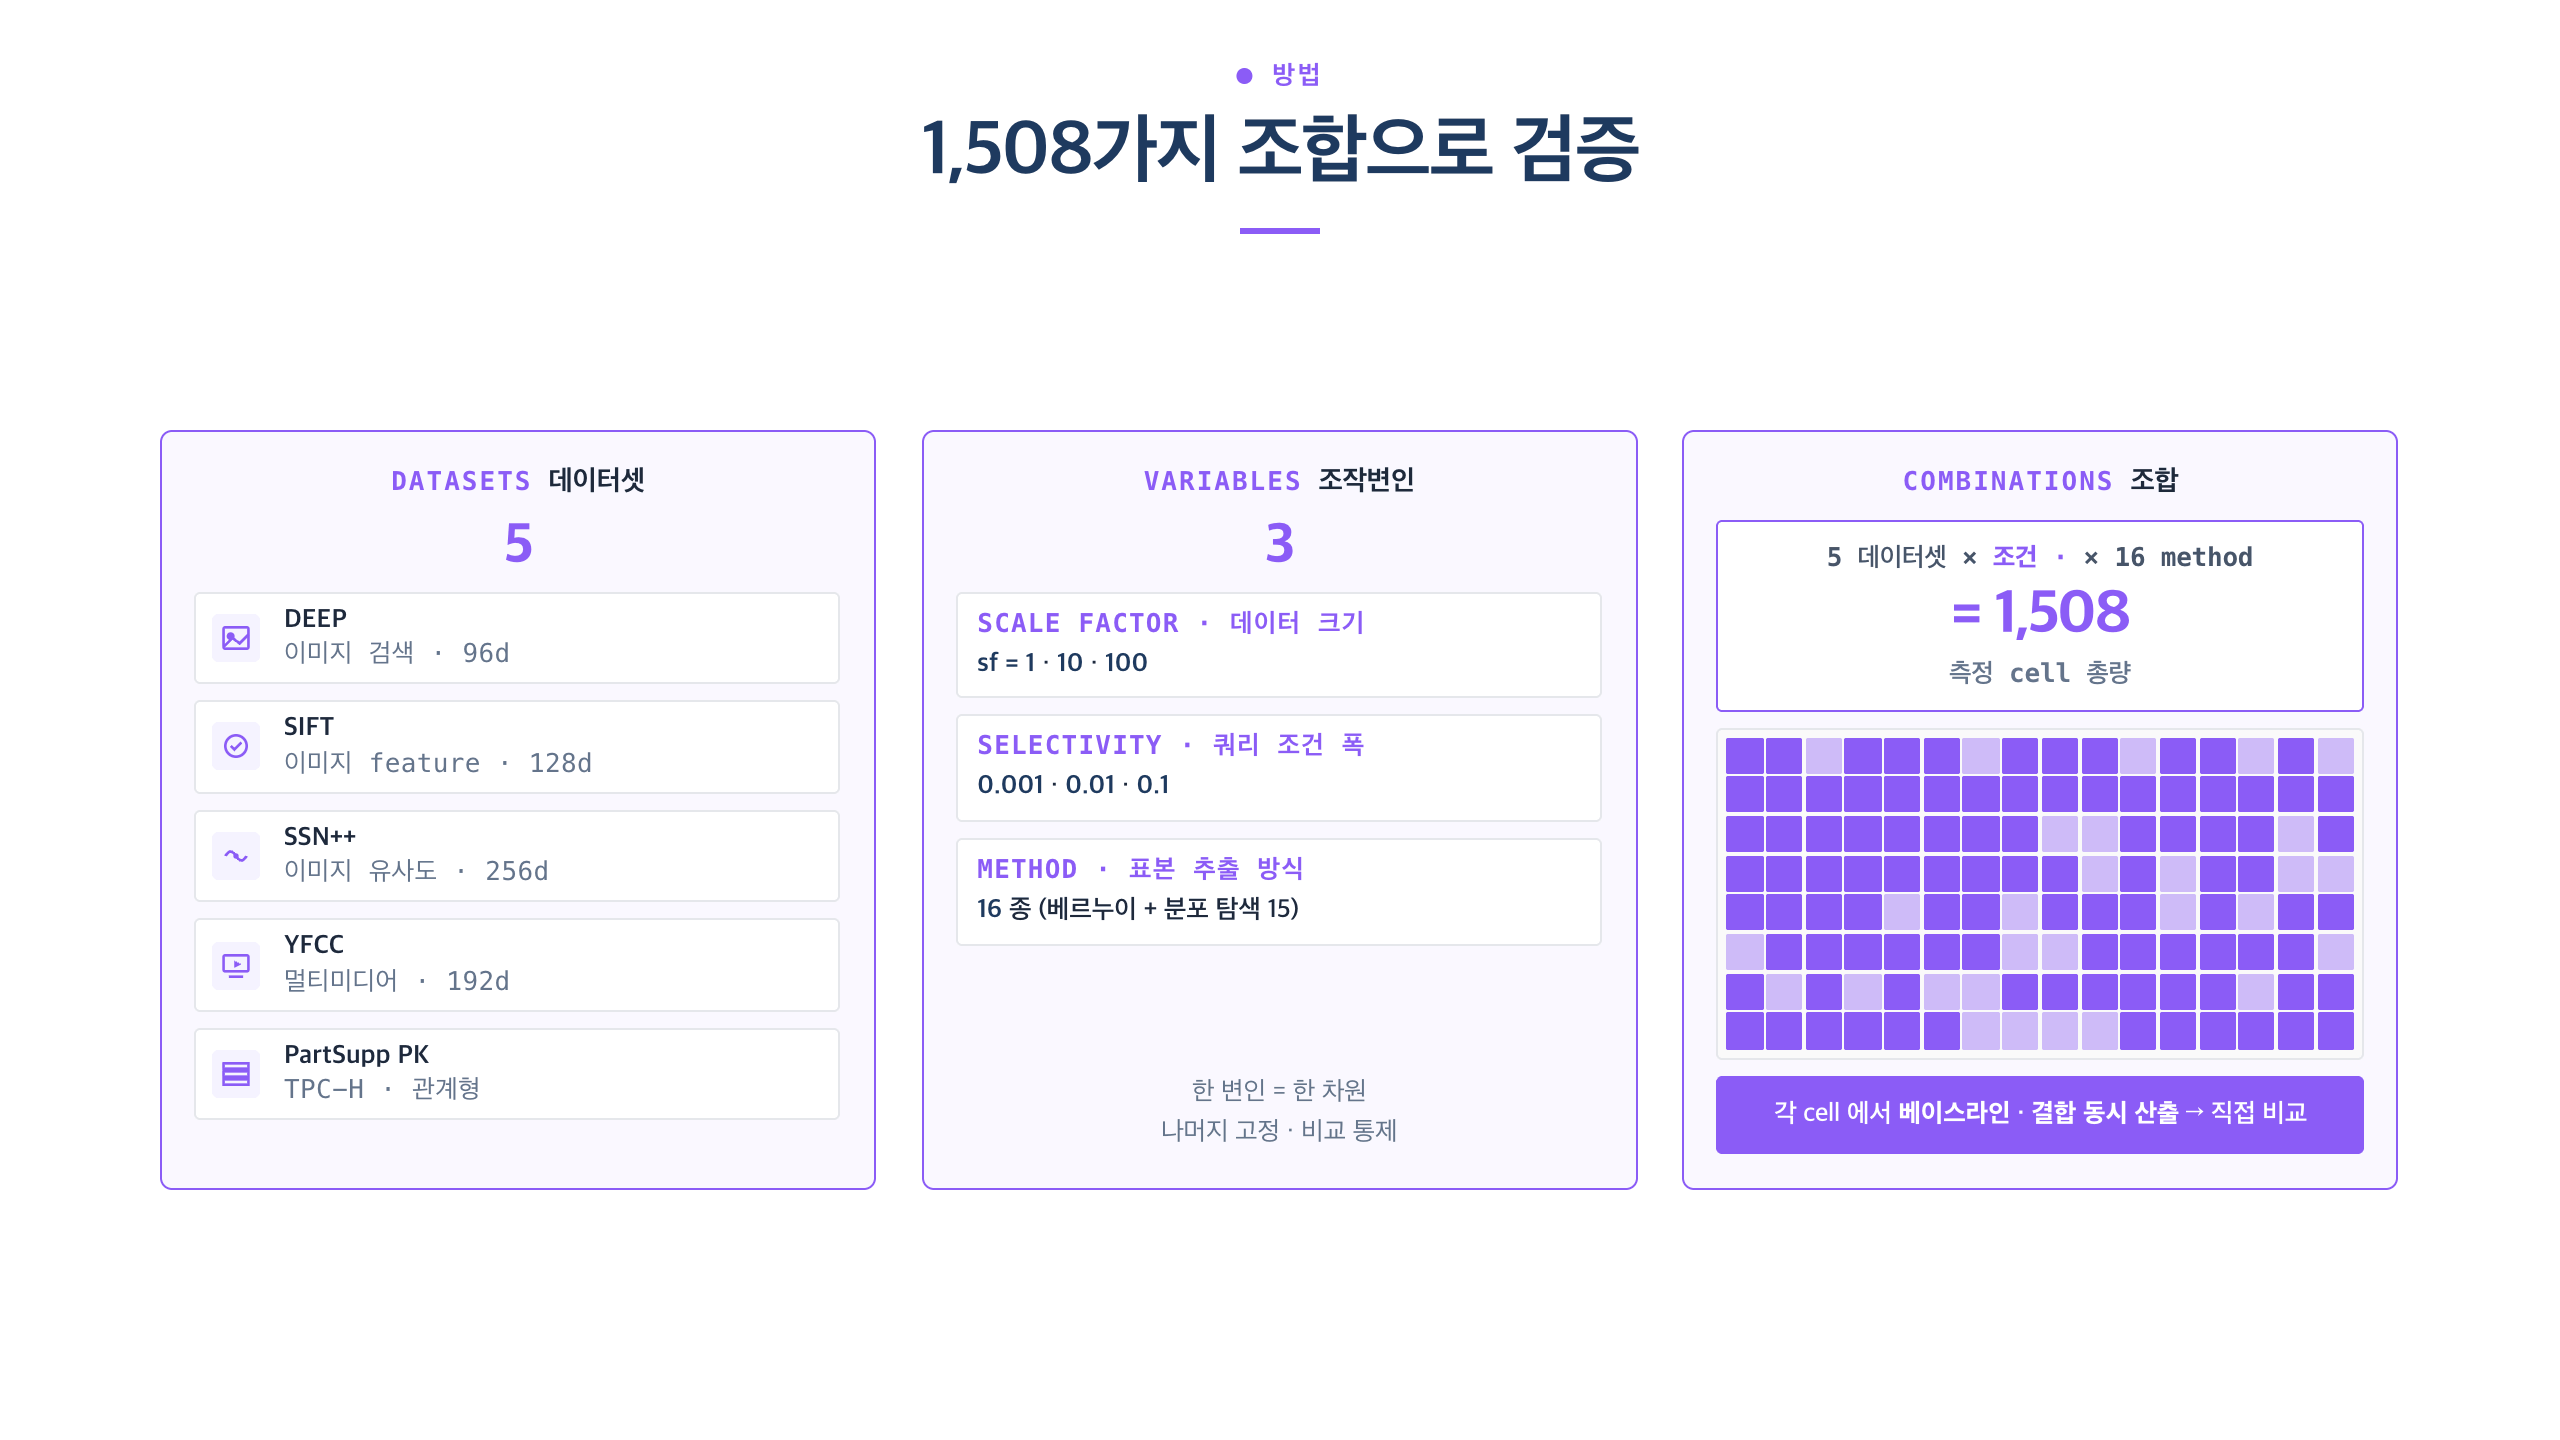 방법
1,508가지 조합으로 검증
DATASETS 데이터셋
5
DEEP
이미지 검색 · 96d
SIFT
이미지 feature · 128d
SSN++
이미지 유사도 · 256d
YFCC
멀티미디어 · 192d
PartSupp PK
TPC-H · 관계형
VARIABLES 조작변인
3
SCALE FACTOR · 데이터 크기
sf = 1 · 10 · 100
SELECTIVITY · 쿼리 조건 폭
0.001 · 0.01 · 0.1
METHOD · 표본 추출 방식
16 종 (베르누이 + 분포 탐색 15)
한 변인 = 한 차원
나머지 고정 · 비교 통제
COMBINATIONS 조합
5 데이터셋 × 조건 · × 16 method
= 1,508
측정 cell 총량
각 cell 에서 베이스라인 · 결합 동시 산출 → 직접 비교